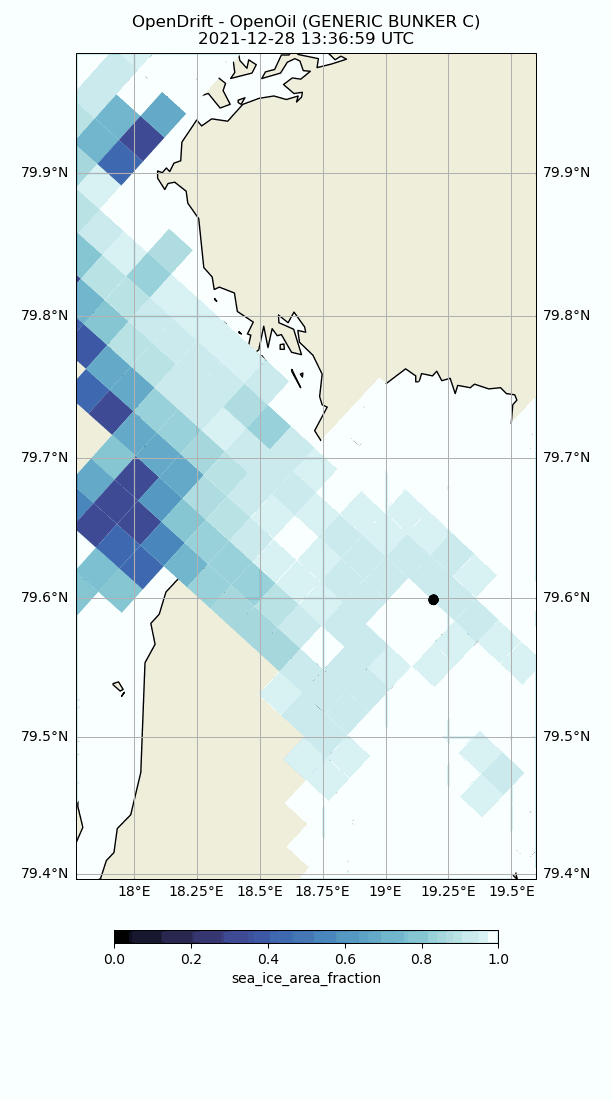 OpenDrift - OpenOil (GENERIC BUNKER C)
2021-12-28 13:36:59 UTC
79.9°N 79.9°N
79.8°N 79.8°N
79.7°N 79.7°N
79.6°N 79.6°N
79.5°N 79.5°N
79.4°N 79.4°N
18°E 18.25°E 18.5°E 18.75°E 19°E 19.25°E 19.5°E
0.0 0.2 0.4 0.6 0.8 1.0
sea_ice_area_fraction